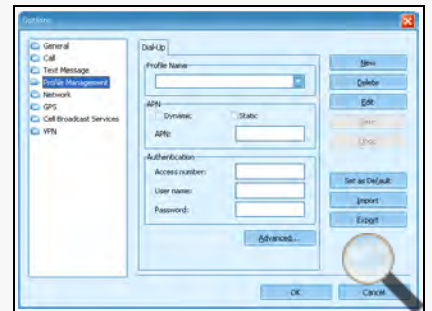 Options
General
Call
Text Message
Profile Management
Network
GPS
Cell Broadcast Services
VPN
Dial-Up
Profile Name
APN
Dynamic Static
APN:
Authentication
Access number:
User name:
Password:
Advanced...
New
Delete
Edit
Save
Undo
Set as Default
Import
Export
OK Cancel